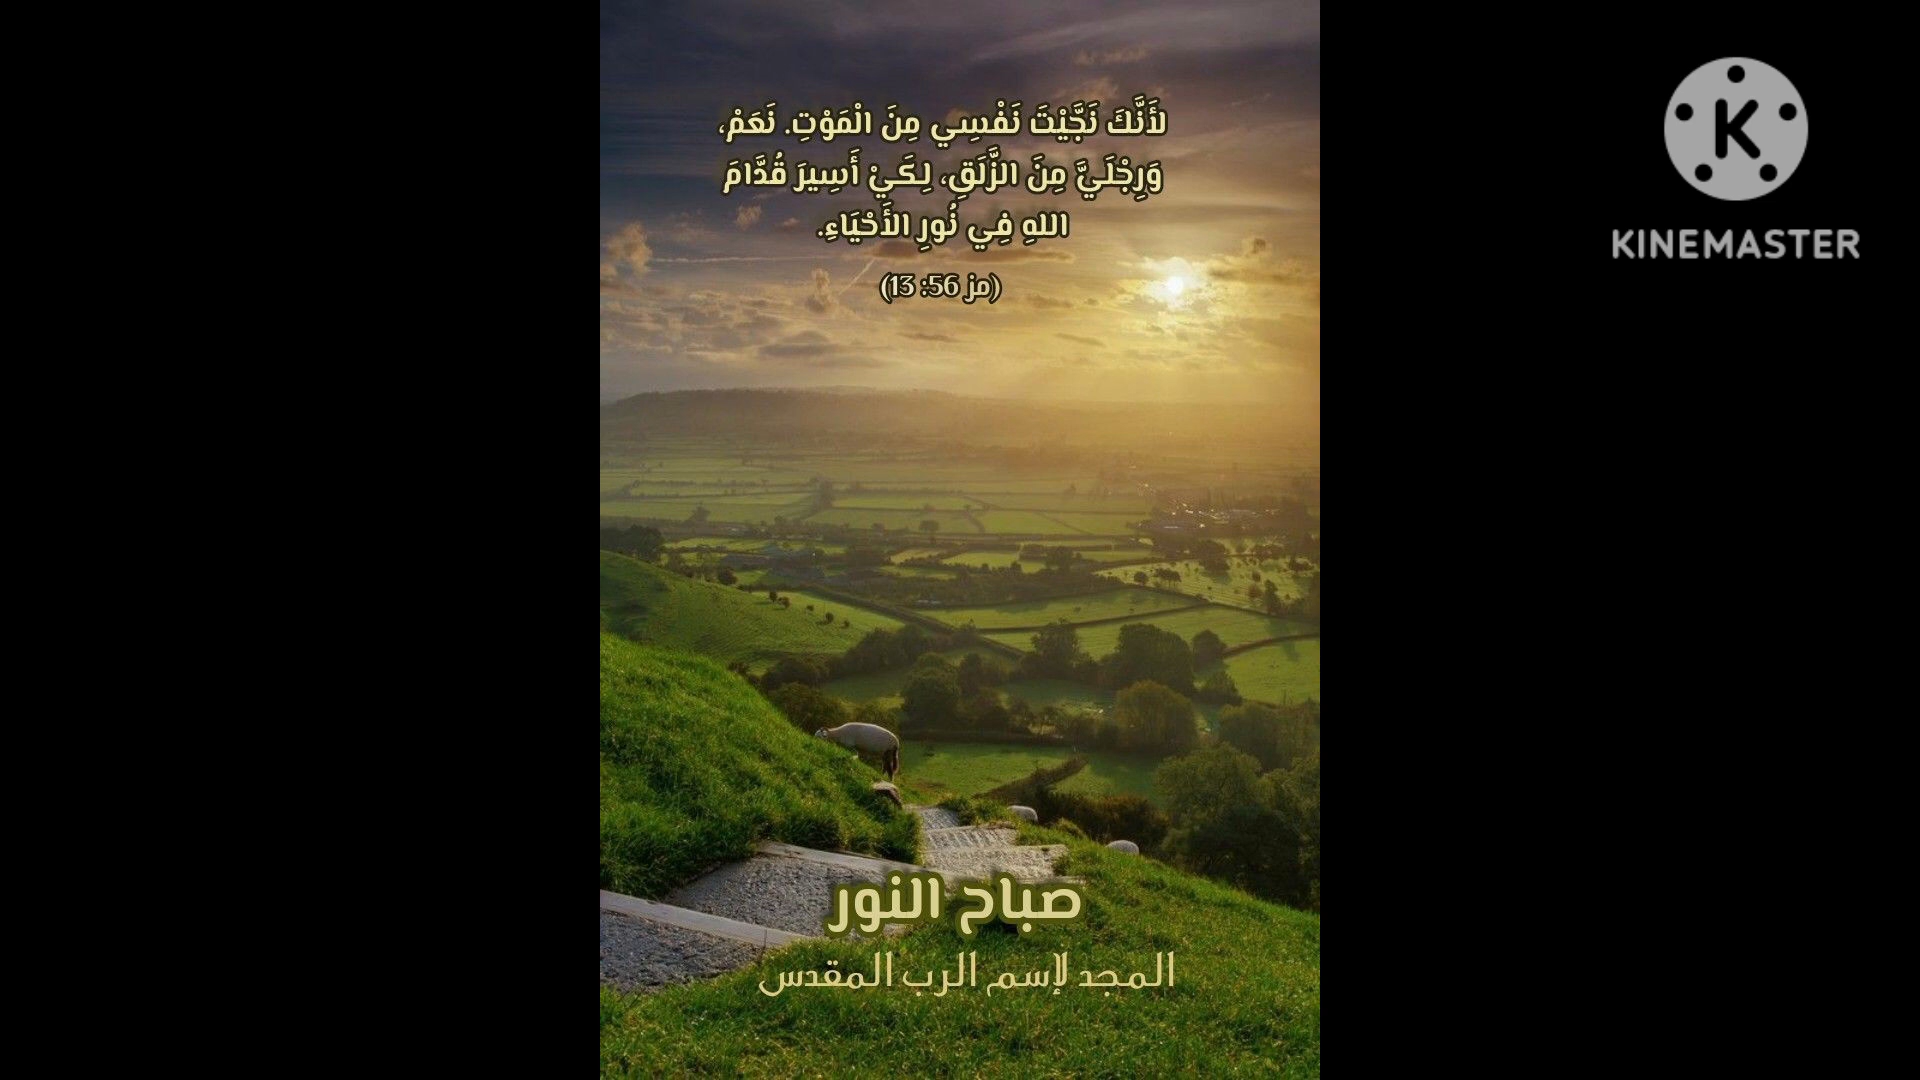 لأَنَّكَ نَجَّيْتَ نَفْسِي مِنَ الْمَوْتِ. نَعَمْ،
وَرِجْلَيَّ مِنَ الزَّلَقِ، لِكَيْ أَسِيرَ قُدَّامَ
اللهِ فِي نُورِ الأَحْيَاءِ.
(مز 56: 13)
صباح النور
المجد لإسم الرب المقدس
KINEMASTER